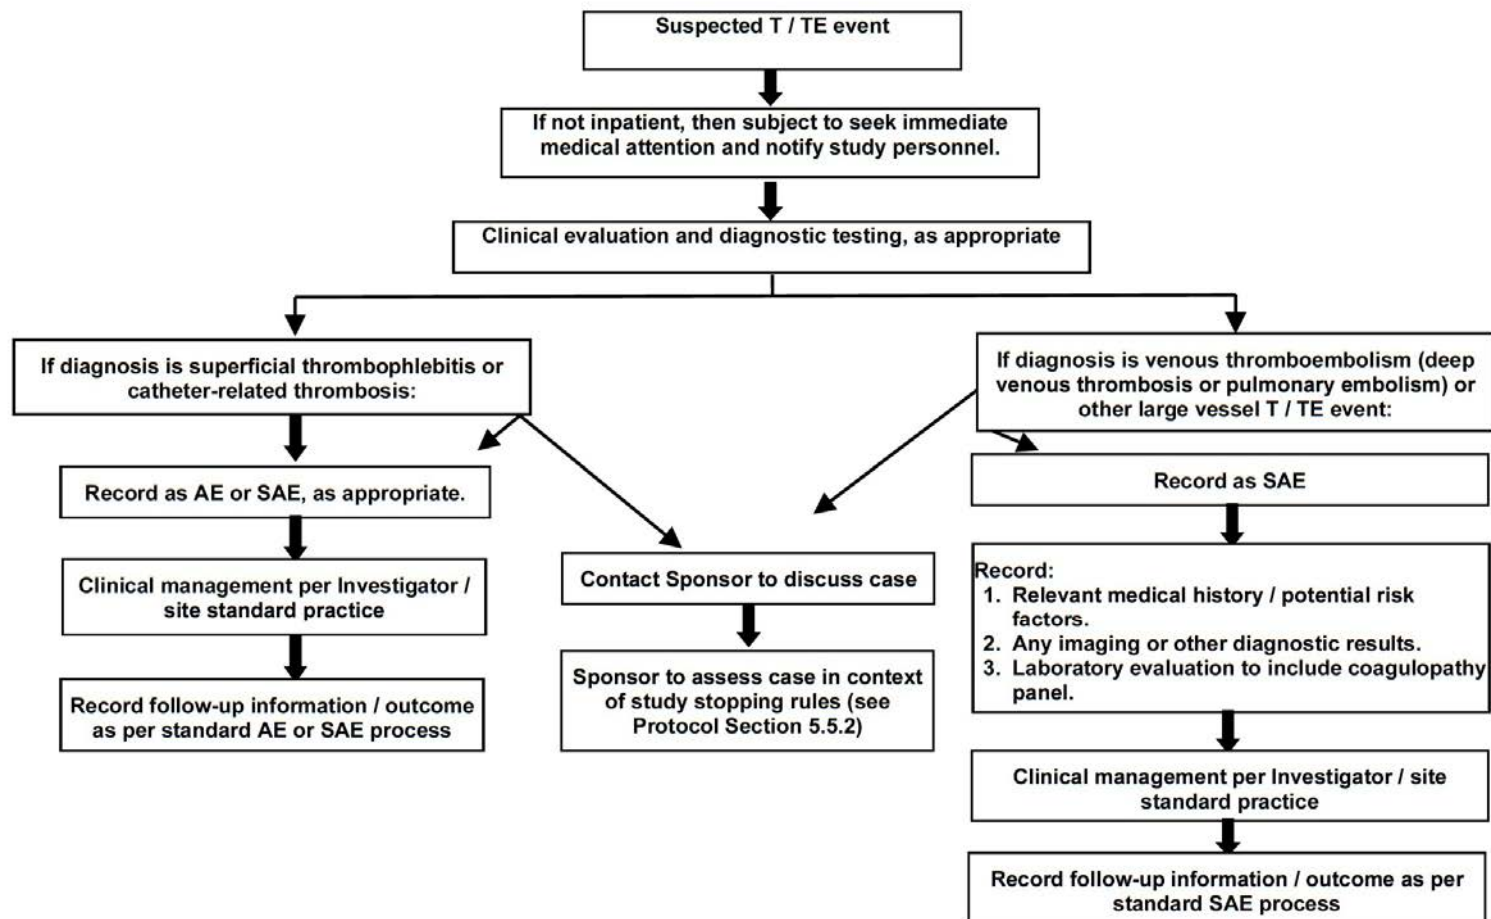 Suspected T / TE event
If not inpatient, then subject to seek immediate
medical attention and notify study personnel.
Clinical evaluation and diagnostic testing, as appropriate
If diagnosis is superficial thrombophlebitis or
catheter-related thrombosis:
Record as AE or SAE, as appropriate.
Clinical management per Investigator /
site standard practice
Record follow-up information / outcome
as per standard AE or SAE process
Contact Sponsor to discuss case
Sponsor to assess case in context
of study stopping rules (see
Protocol Section 5.5.2)
If diagnosis is venous thromboembolism (deep
venous thrombosis or pulmonary embolism) or
other large vessel T / TE event:
Record as SAE
Record:
1. Relevant medical history / potential risk
factors.
2. Any imaging or other diagnostic results.
3. Laboratory evaluation to include coagulopathy
panel.
Clinical management per Investigator / site
standard practice
Record follow-up information / outcome as per
standard SAE process